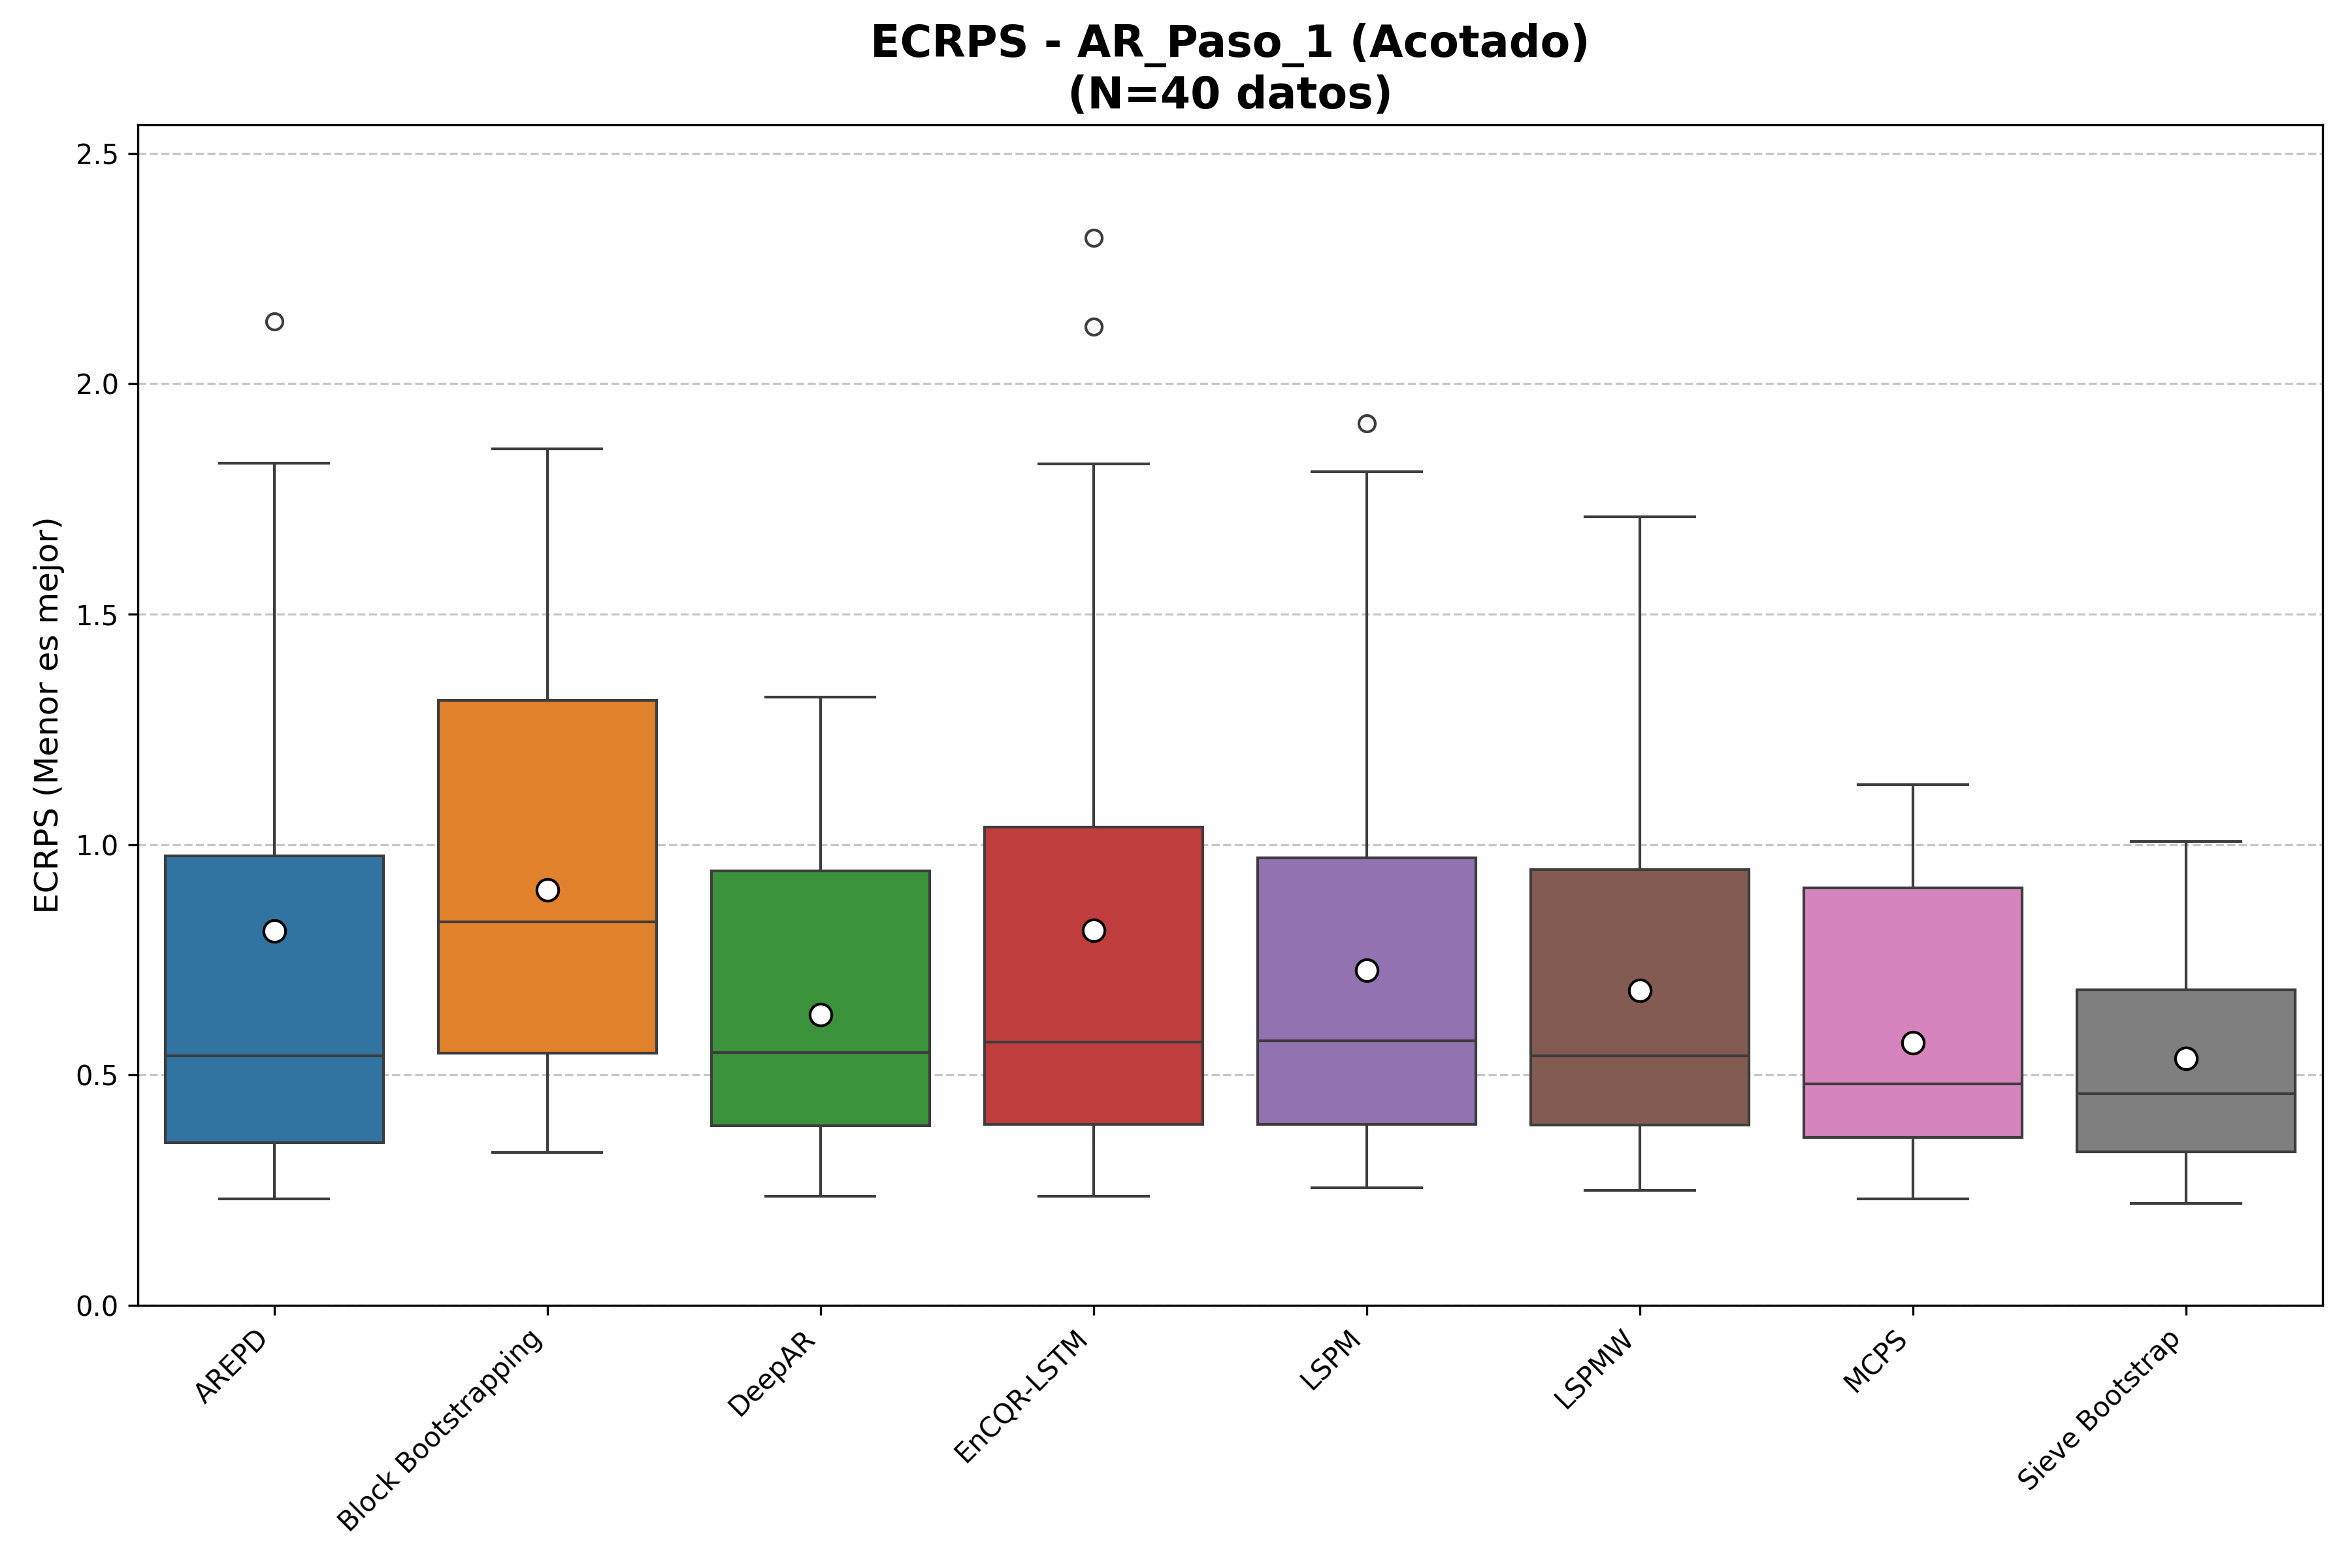 ECRPS - AR_Paso_1 (Acotado)
(N=40 datos)
ECRPS (Menor es mejor)
2.5
2.0
1.5
1.0
0.5
0.0
AREPD
Block Bootstrapping
DeepAR
EnCQR-LSTM
LSPM
LSPMW
MCPS
Sieve Bootstrap